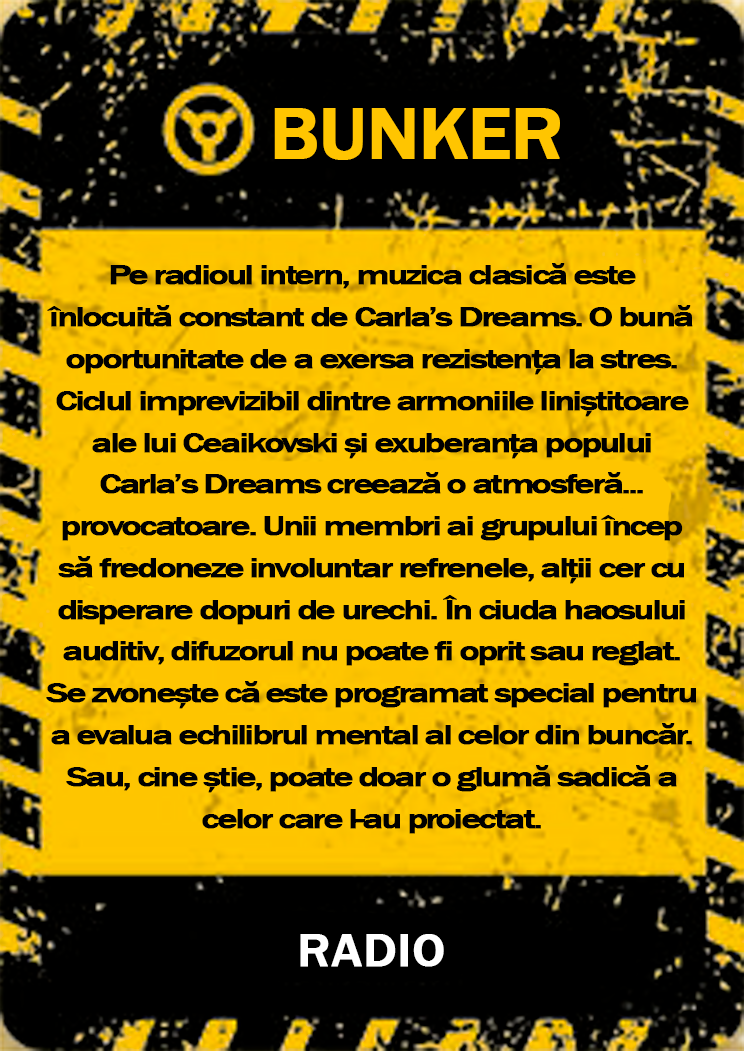 BUNKER
Pe radioul intern, muzica clasică este
înlocuită constant de Carla’s Dreams. O bună
oportunitate de a exersa rezistența la stres.
Ciclul imprevizibil dintre armoniile liniștitoare
ale lui Ceaikovski și exuberanța popului
Carla’s Dreams creează o atmosferă...
provocatoare. Unii membri ai grupului încep
să fredoneze involuntar refrenele, alții cer cu
disperare dopuri de urechi. În ciuda haosului
auditiv, difuzorul nu poate fi oprit sau reglat.
Se zvonește că este programat special pentru
a evalua echilibrul mental al celor din buncăr.
Sau, cine știe, poate doar o glumă sadică a
celor care l-au proiectat.
RADIO